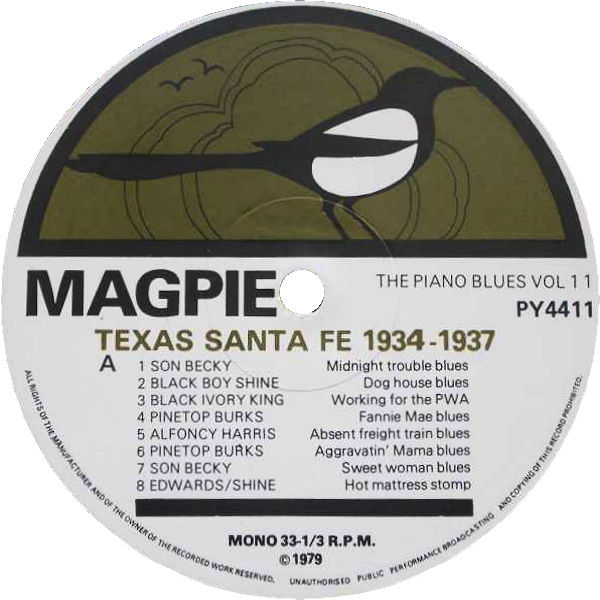 MAGPIE
THE PIANO BLUES VOL 11
PY4411
TEXAS SANTA FE 1934-1937
A
1 SON BECKY Midnight trouble blues
2 BLACK BOY SHINE Dog house blues
3 BLACK IVORY KING Working for the PWA
4 PINETOP BURKS Fannie Mae blues
5 ALFONCY HARRIS Absent freight train blues
6 PINETOP BURKS Aggravatin' Mama blues
7 SON BECKY Sweet woman blues
8 EDWARDS/SHINE Hot mattress stomp
MONO 33-1/3 R.P.M.
© 1979
ALL RIGHTS OF THE MANUFACTURER AND OF THE OWNER OF THE RECORDED WORK RESERVED. UNAUTHORISED PUBLIC PERFORMANCE BROADCASTING AND COPYING OF THIS RECORD PROHIBITED.